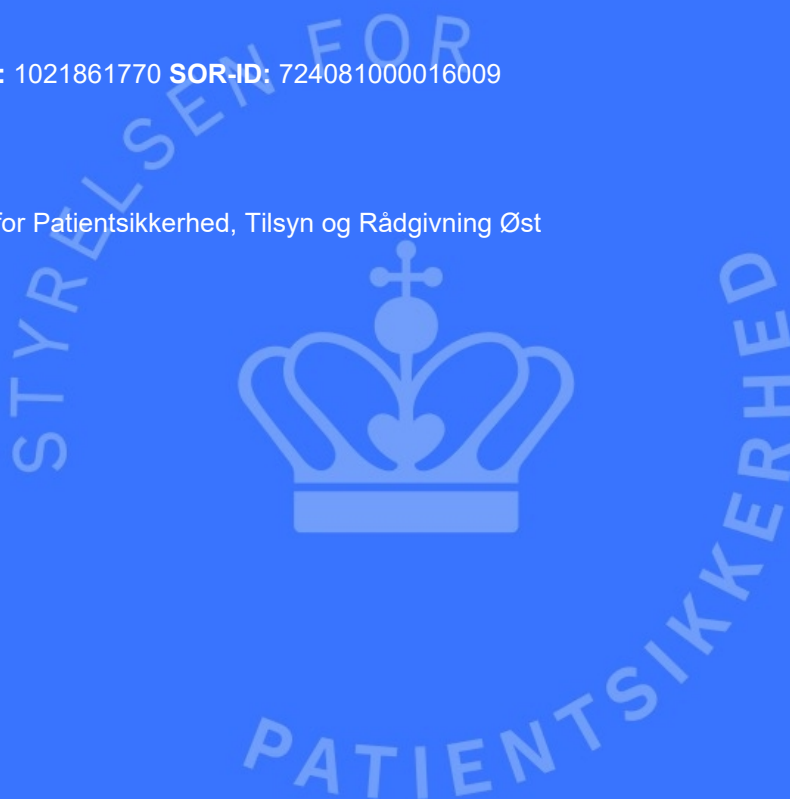 : 1021861770 SOR-ID: 724081000016009
for Patientsikkerhed, Tilsyn og Rådgivning Øst
STYRELSEN FOR
PATIENTSIKKERHED